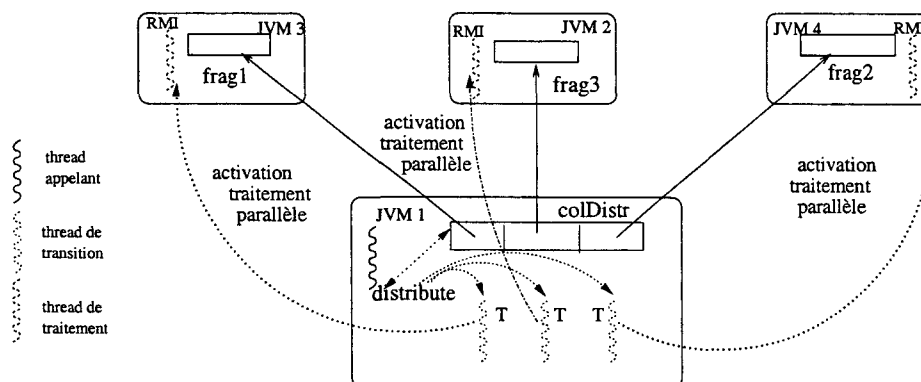 RMI
JVM 3
frag1
RMI
JVM 2
frag3
JVM 4
RMI
frag2
activation
traitement
parallèle
activation
traitement
parallèle
activation
traitement
parallèle
thread
appelant
thread de
transition
thread de
traitement
JVM 1
colDistr
distribute
T
T
T